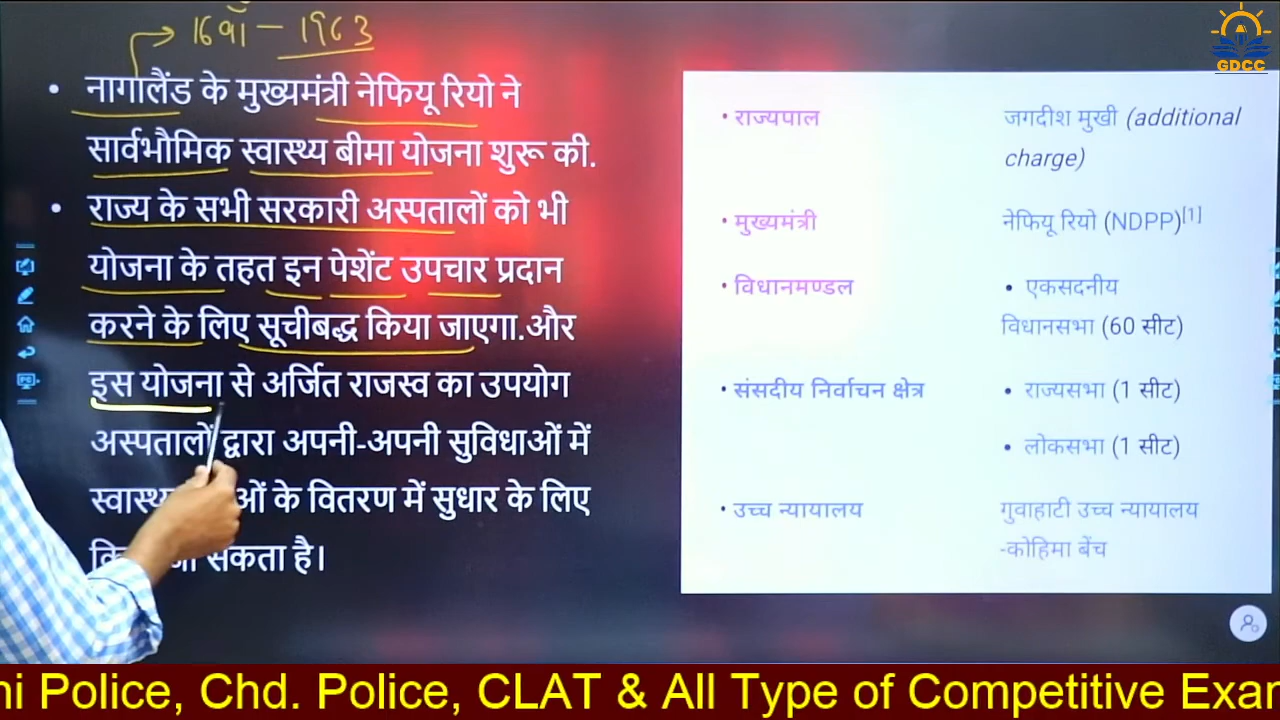 16वाँ – 1963
GDCC
• नागालैंड के मुख्यमंत्री नेफियू रियो ने
सार्वभौमिक स्वास्थ्य बीमा योजना शुरू की.
• राज्य के सभी सरकारी अस्पतालों को भी
योजना के तहत इन पेशेंट उपचार प्रदान
करने के लिए सूचीबद्ध किया जाएगा.और
इस योजना से अर्जित राजस्व का उपयोग
अस्पतालों द्वारा अपनी-अपनी सुविधाओं में
स्वास्थ्य ओं के वितरण में सुधार के लिए
सकता है।
• राज्यपाल जगदीश मुखी (additional
charge)
• मुख्यमंत्री नेफियू रियो (NDPP)[1]
• विधानमण्डल • एकसदनीय
विधानसभा (60 सीट)
• संसदीय निर्वाचन क्षेत्र • राज्यसभा (1 सीट)
• लोकसभा (1 सीट)
• उच्च न्यायालय गुवाहाटी उच्च न्यायालय
-कोहिमा बेंच
hi Police, Chd. Police, CLAT & All Type of Competitive Exar